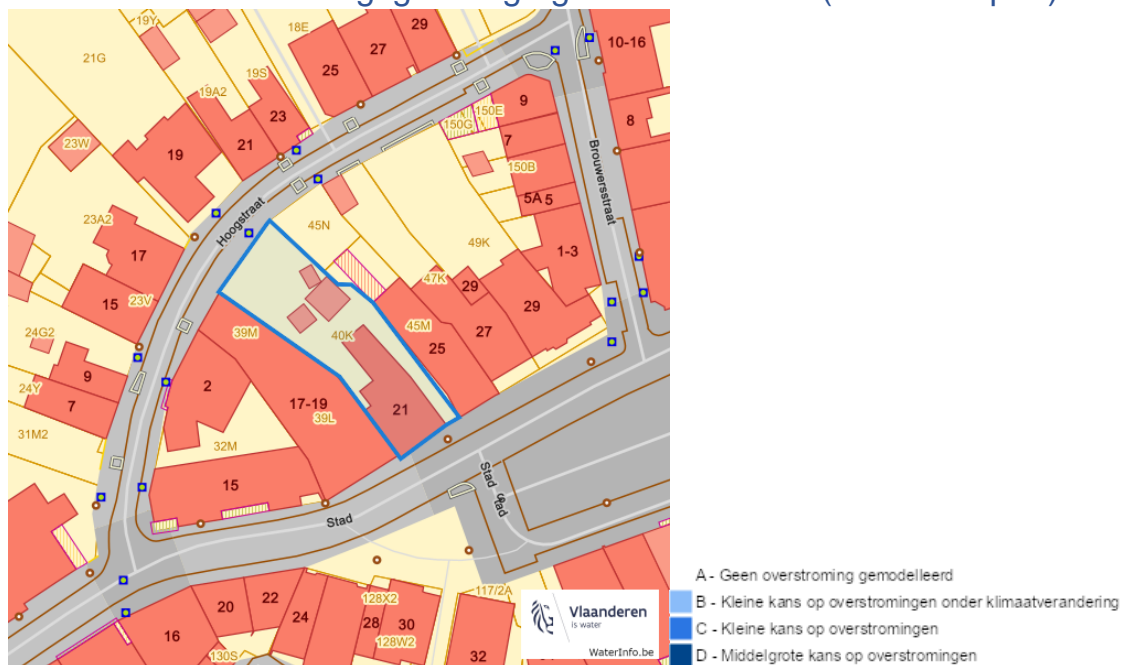 19Y
18E
29
27
25
10-16
21G
19S
19A2
23
21
19
23W
150E
150G
9
7
8
150B
5A 5
Brouwersstraat
Hoogstraat
23A2
17
45N
49K
1-3
15
23V
47K
29
29
24G2
39M
40K
45M
25
27
9
7
24Y
2
17-19
39L
21
31M2
32M
15
Stad
Stad
Stad
117/2A
128X2
20
22
24
28
30
128W2
16
130S
32
Vlaanderen
is water
WaterInfo.be
A - Geen overstroming gemodelleerd
B - Kleine kans op overstromingen onder klimaatverandering
C - Kleine kans op overstromingen
D - Middelgrote kans op overstromingen